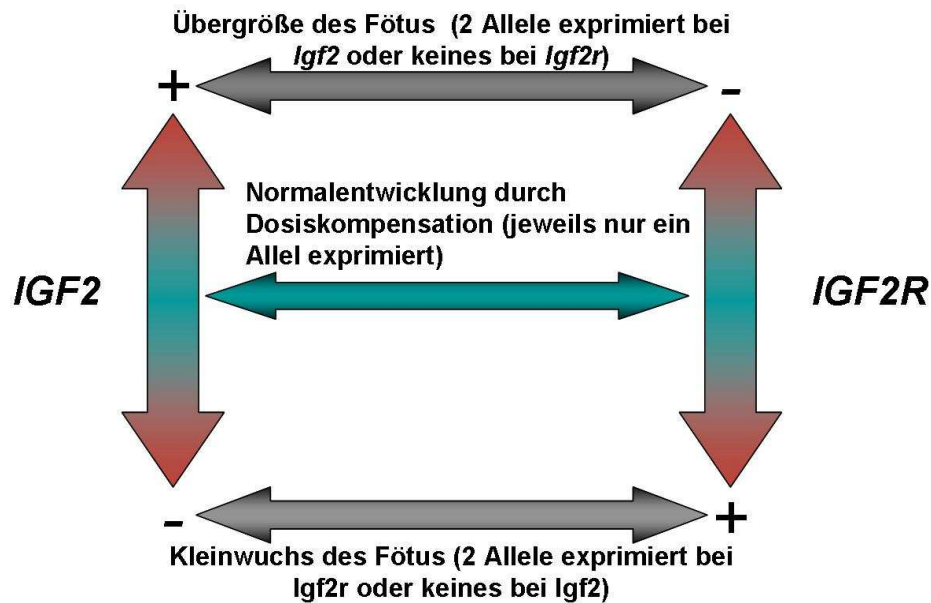 Übergröße des Fötus (2 Allele exprimiert bei
Igf2 oder keines bei Igf2r)
+
-
Normalentwicklung durch
Dosiskompensation (jeweils nur ein
Allel exprimiert)
IGF2
IGF2R
-
+
Kleinwuchs des Fötus (2 Allele exprimiert bei
Igf2r oder keines bei Igf2)